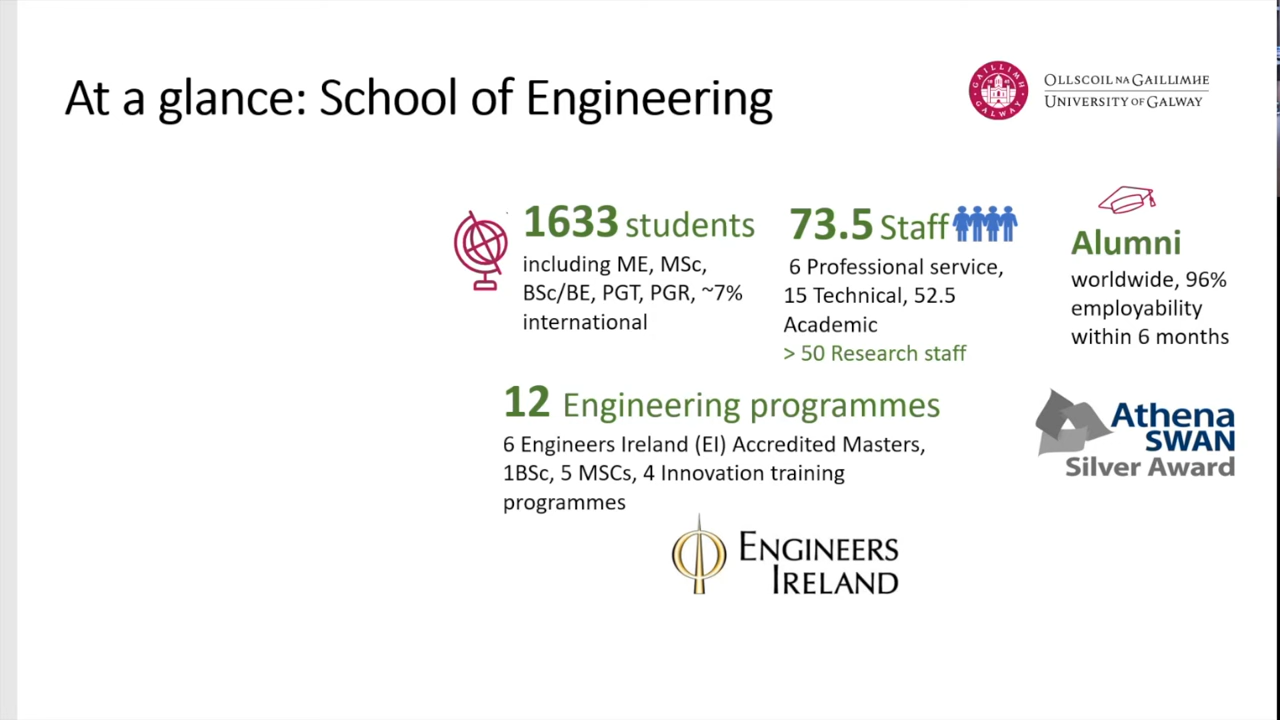 At a glance: School of Engineering
OLLSCOIL NA GAILLIMHE
UNIVERSITY OF GALWAY
GAILLIMH
GALWAY
1633 students
including ME, MSc,
BSc/BE, PGT, PGR, ~7%
international
73.5 Staff
6 Professional service,
15 Technical, 52.5
Academic
> 50 Research staff
Alumni
worldwide, 96%
employability
within 6 months
12 Engineering programmes
6 Engineers Ireland (EI) Accredited Masters,
1BSc, 5 MSCs, 4 Innovation training
programmes
Athena
SWAN
Silver Award
ENGINEERS
IRELAND